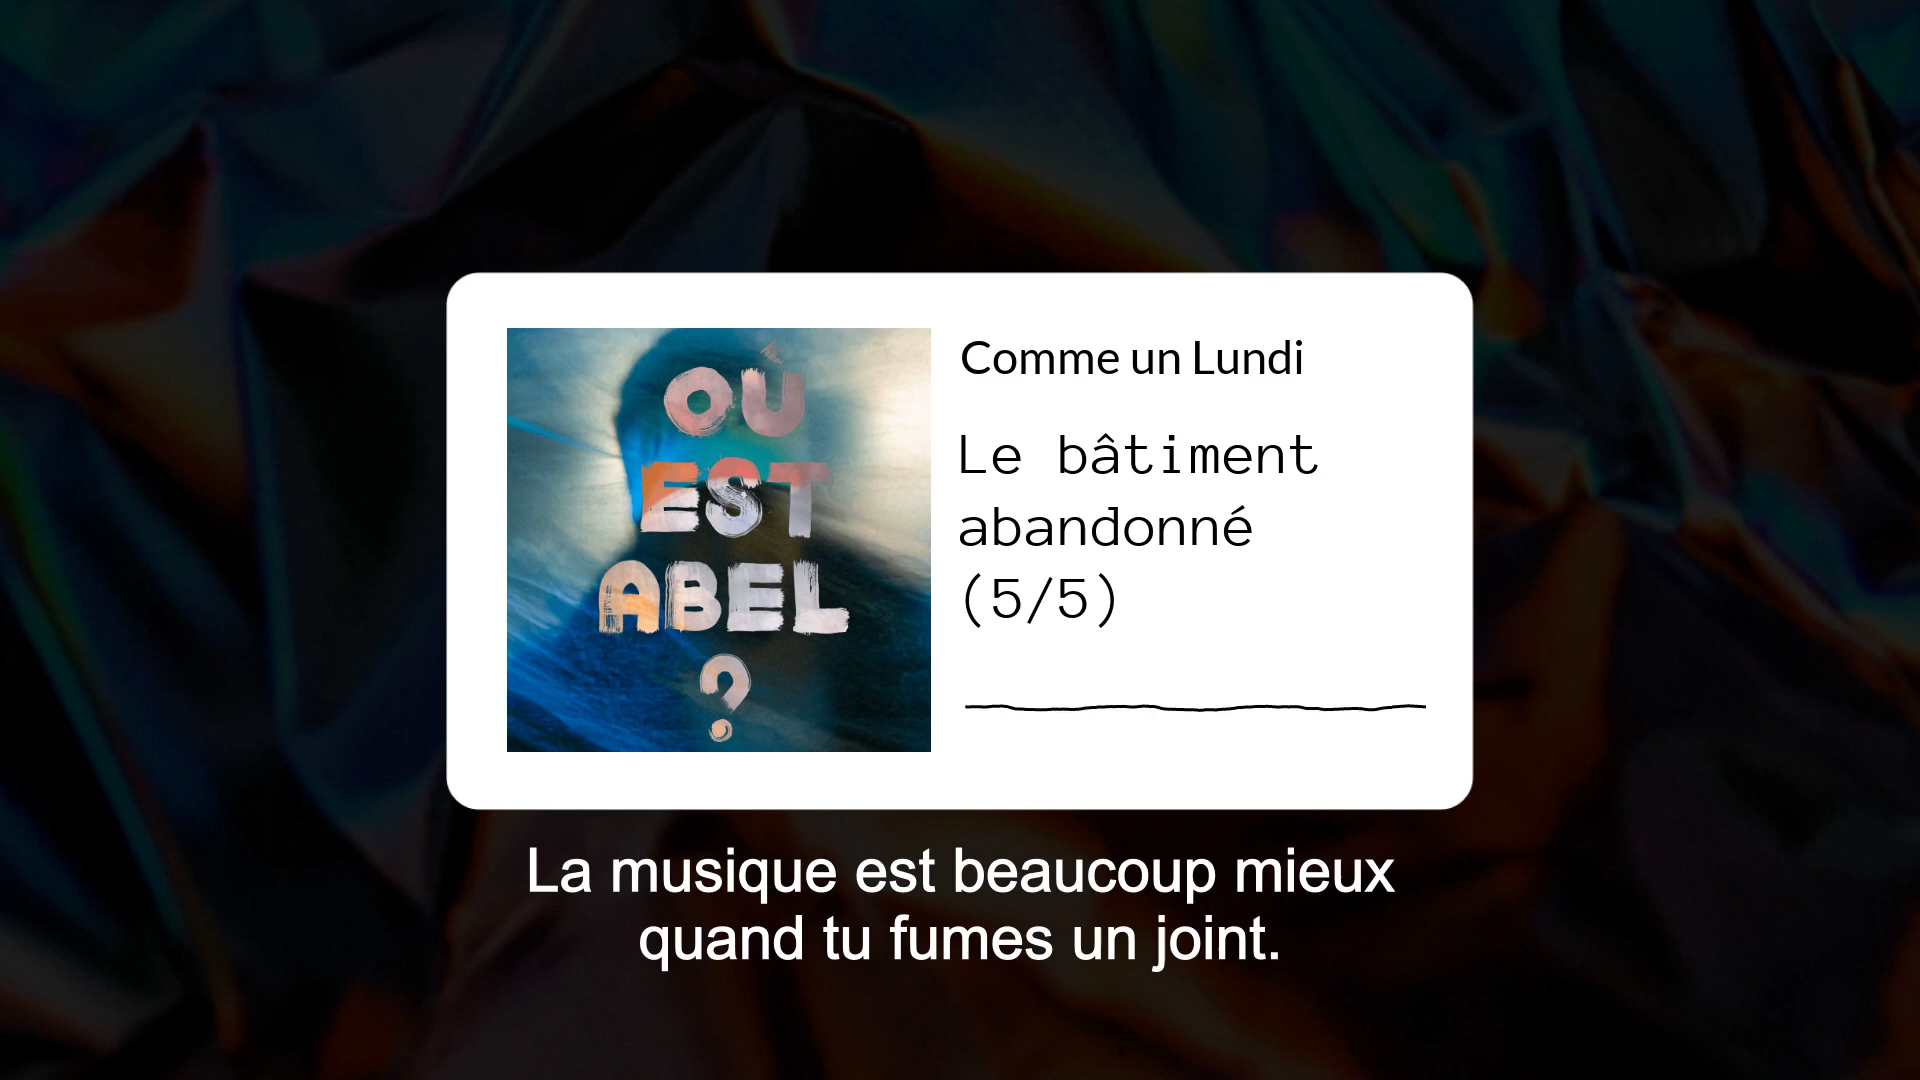 OÙ
EST
ABEL
?
Comme un Lundi
Le bâtiment
abandonné
(5/5)
La musique est beaucoup mieux
quand tu fumes un joint.